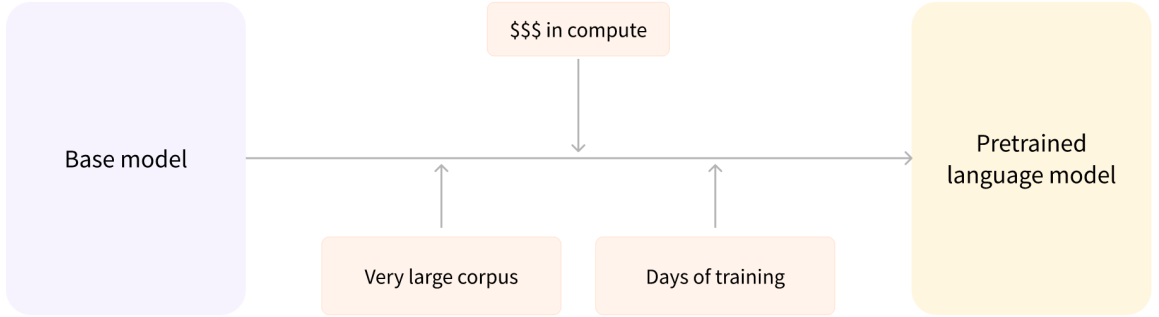 $$$ in compute
Base model
Pretrained
language model
Very large corpus
Days of training